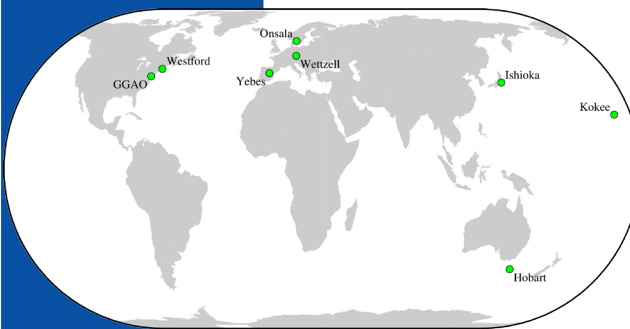 Onsala
Westford
Wettzell
GGAO
Yebes
Ishioka
Kokee
Hobart